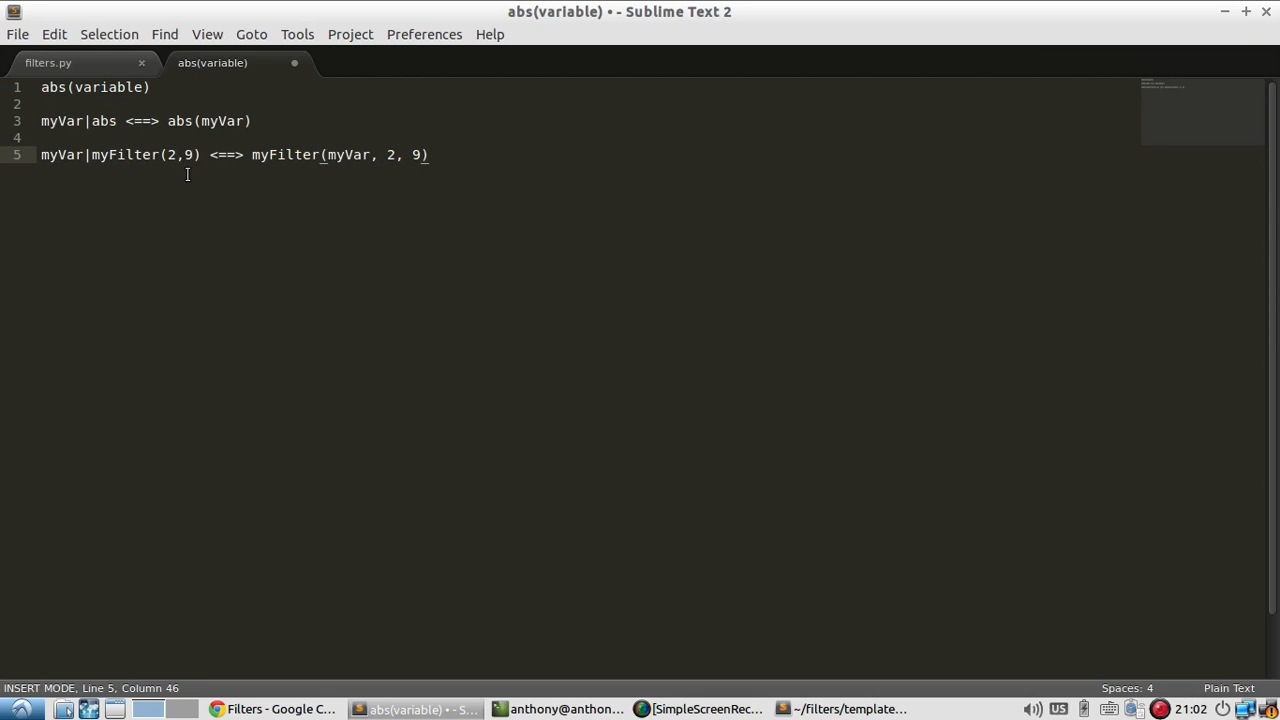 abs(variable) • - Sublime Text 2
File Edit Selection Find View Goto Tools Project Preferences Help
filters.py × abs(variable)
1 abs(variable)
2
3 myVar|abs <==> abs(myVar)
4
5 myVar|myFilter(2,9) <==> myFilter(myVar, 2, 9)
INSERT MODE, Line 5, Column 46 Spaces: 4 Plain Text
Filters - Google C... abs(variable) • - S... anthony@anthon... [SimpleScreenRec... ~/filters/template... US 21:02